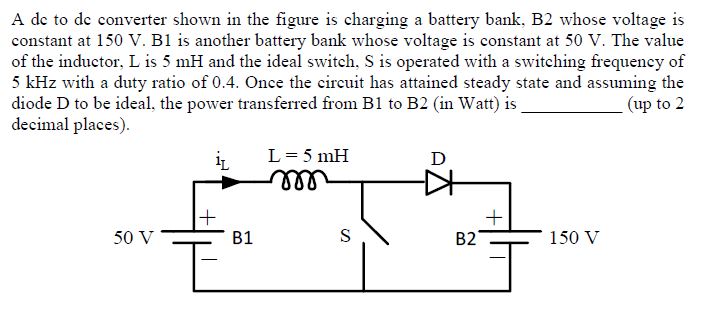 A dc to dc converter shown in the figure is charging a battery bank, B2 whose voltage is
constant at 150 V. B1 is another battery bank whose voltage is constant at 50 V. The value
of the inductor, L is 5 mH and the ideal switch, S is operated with a switching frequency of
5 kHz with a duty ratio of 0.4. Once the circuit has attained steady state and assuming the
diode D to be ideal, the power transferred from B1 to B2 (in Watt) is ____________ (up to 2
decimal places).
iL L = 5 mH D
+ +
50 V B1 S B2 150 V